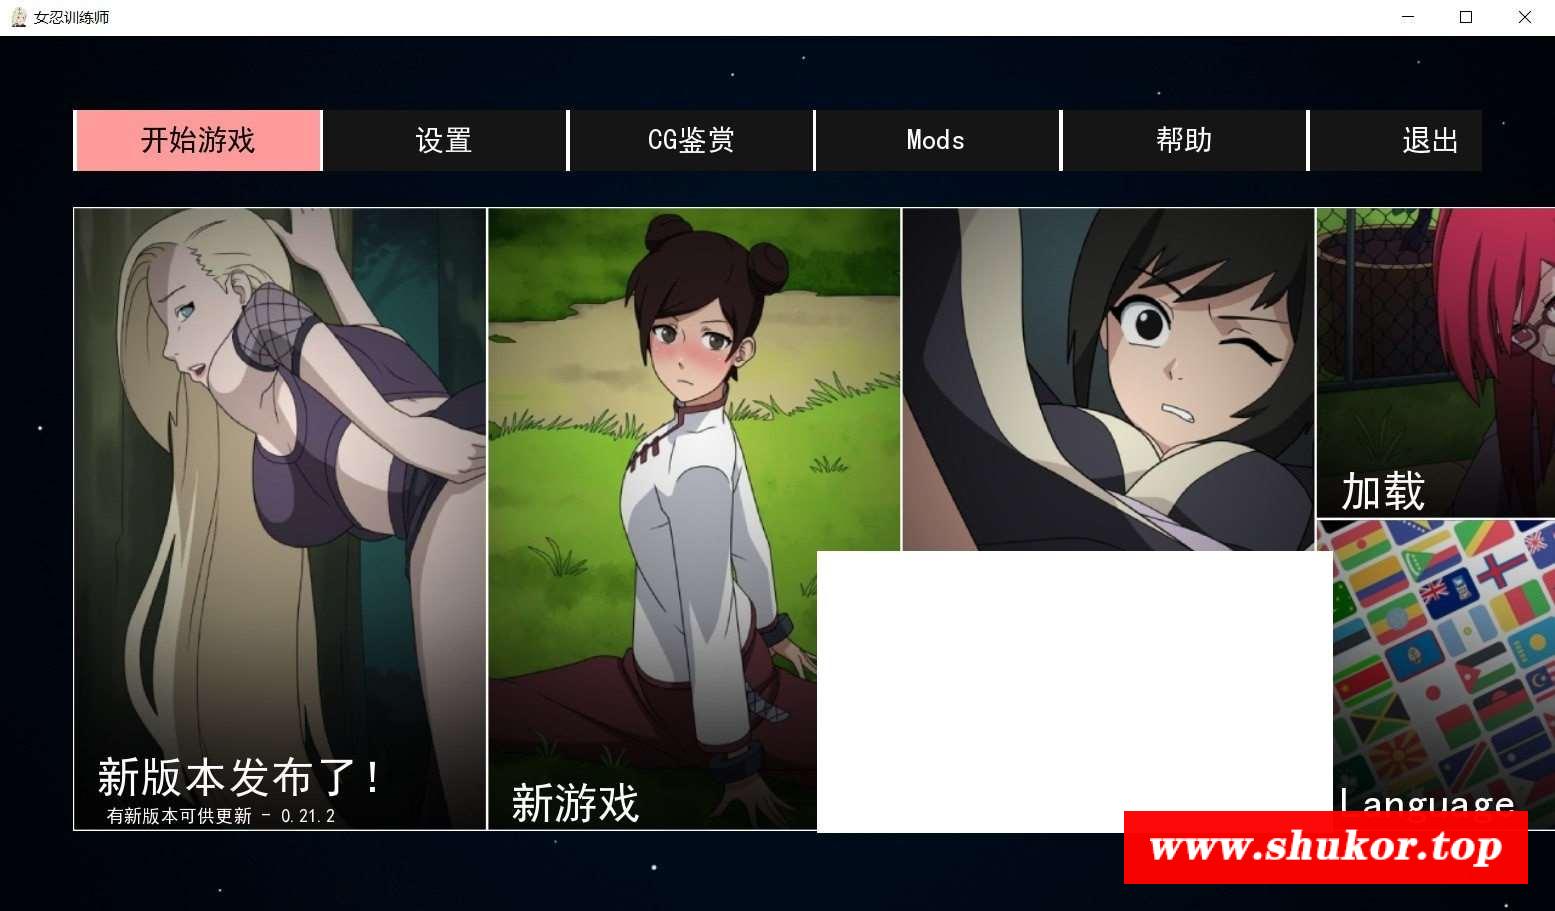 女忍训练师
开始游戏
设置
CG鉴赏
Mods
帮助
退出
新版本发布了!
有新版本可供更新 - 0.21.2
新游戏
加载
Language
www.shukor.top